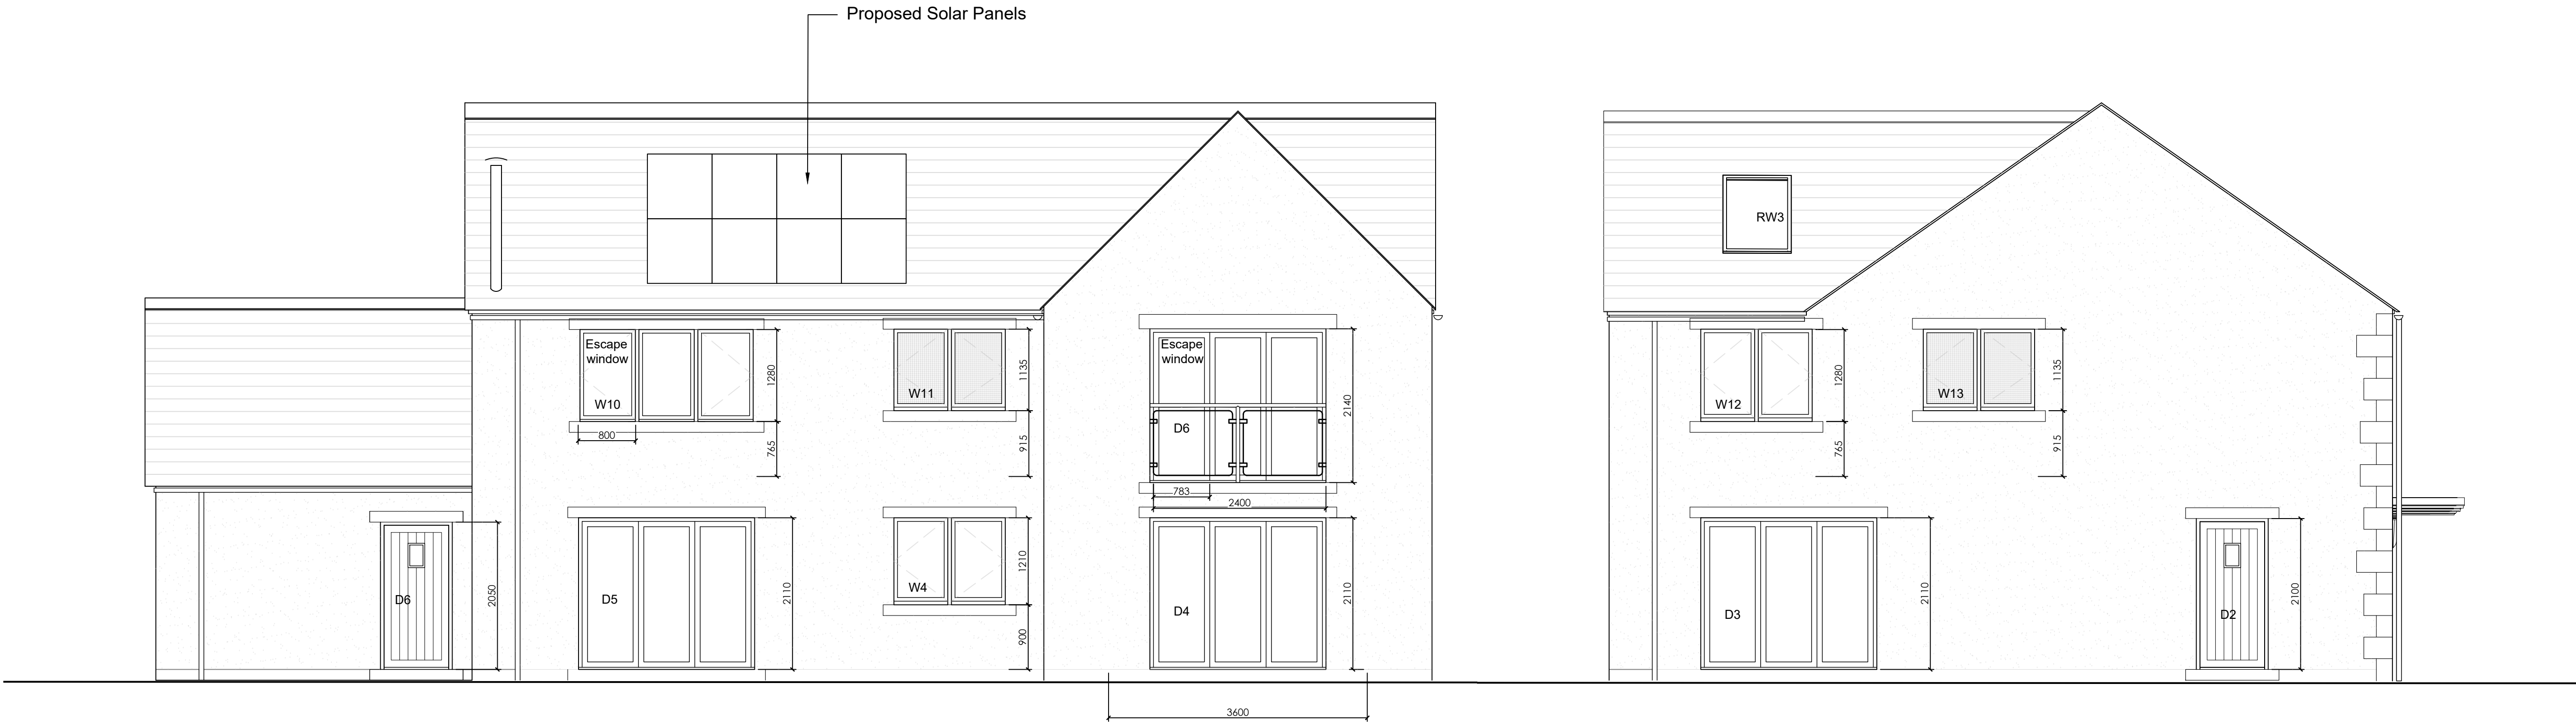 Proposed Solar Panels
RW3
Escape
window
W10
800
1280
765
W11
1135
915
Escape
window
D6
783
2400
2140
W12
1280
765
W13
1135
915
D6
2050
D5
2110
W4
1210
900
D4
2110
3600
D3
2110
D2
2100